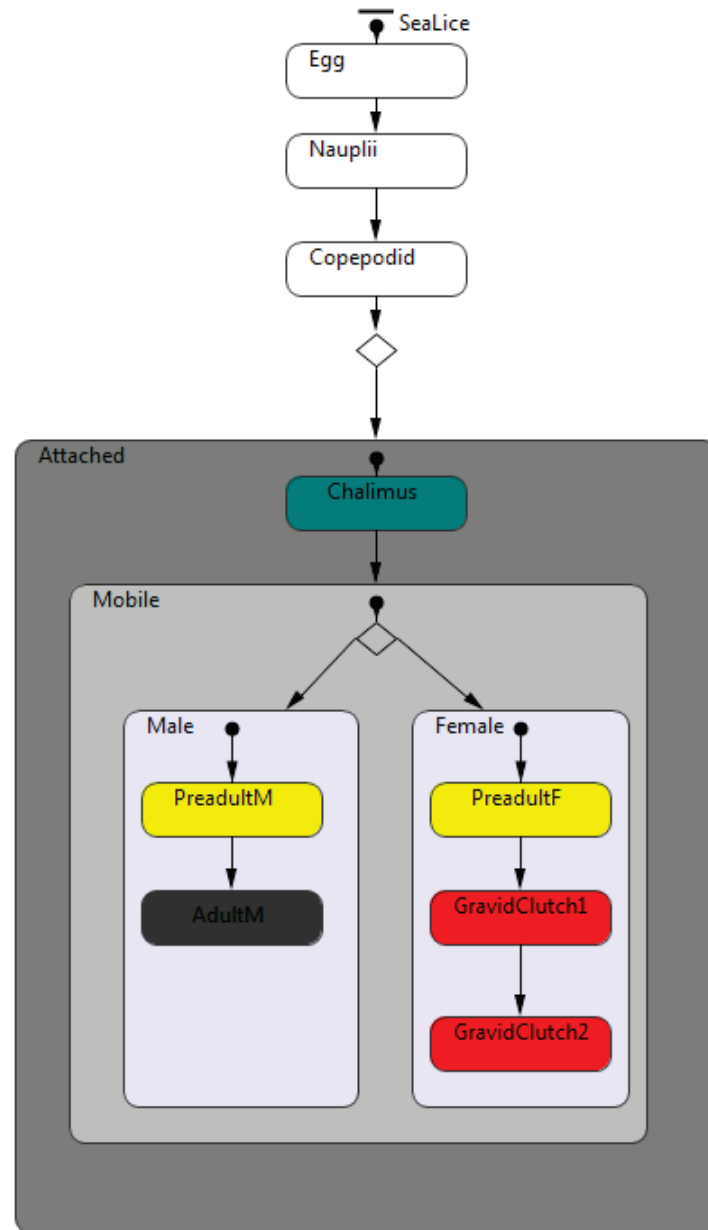 SeaLice
Egg
Nauplii
Copepodid
Attached
Chalimus
Mobile
Male
Female
PreadultM
PreadultF
AdultM
GravidClutch1
GravidClutch2